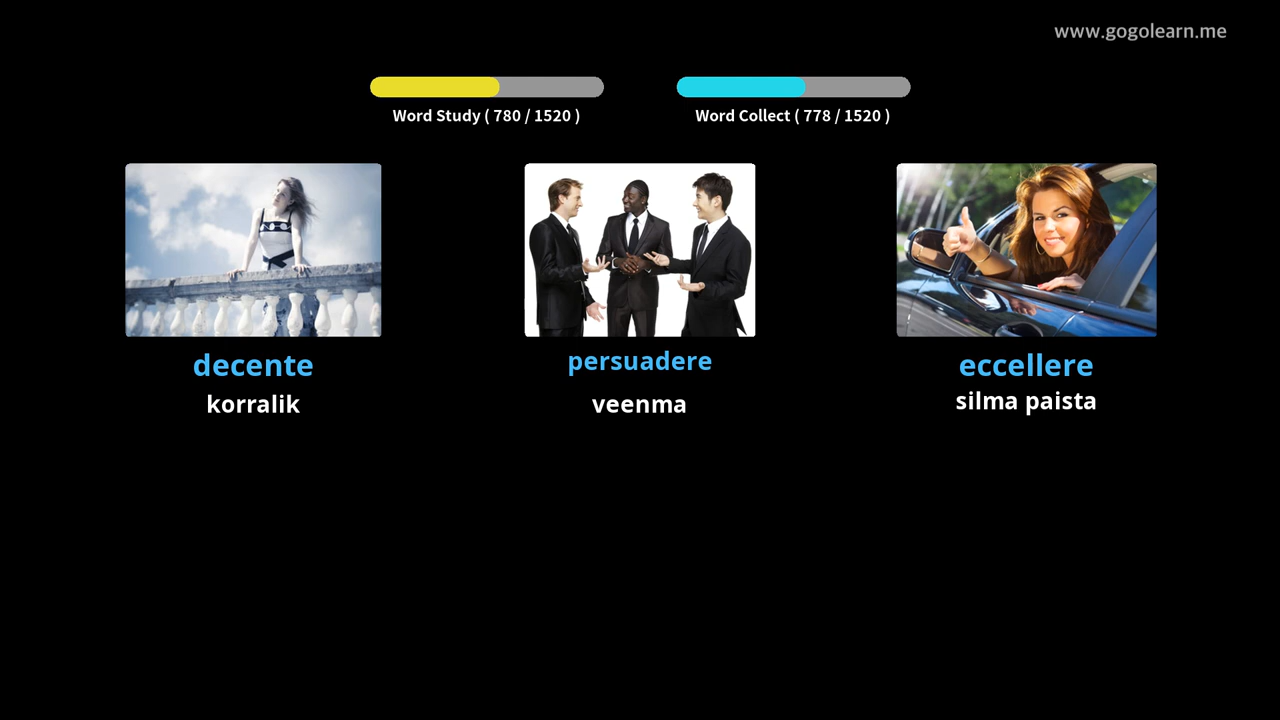 www.gogolearn.me
Word Study ( 780 / 1520 )
Word Collect ( 778 / 1520 )
decente
korralik
persuadere
veenma
eccellere
silma paista